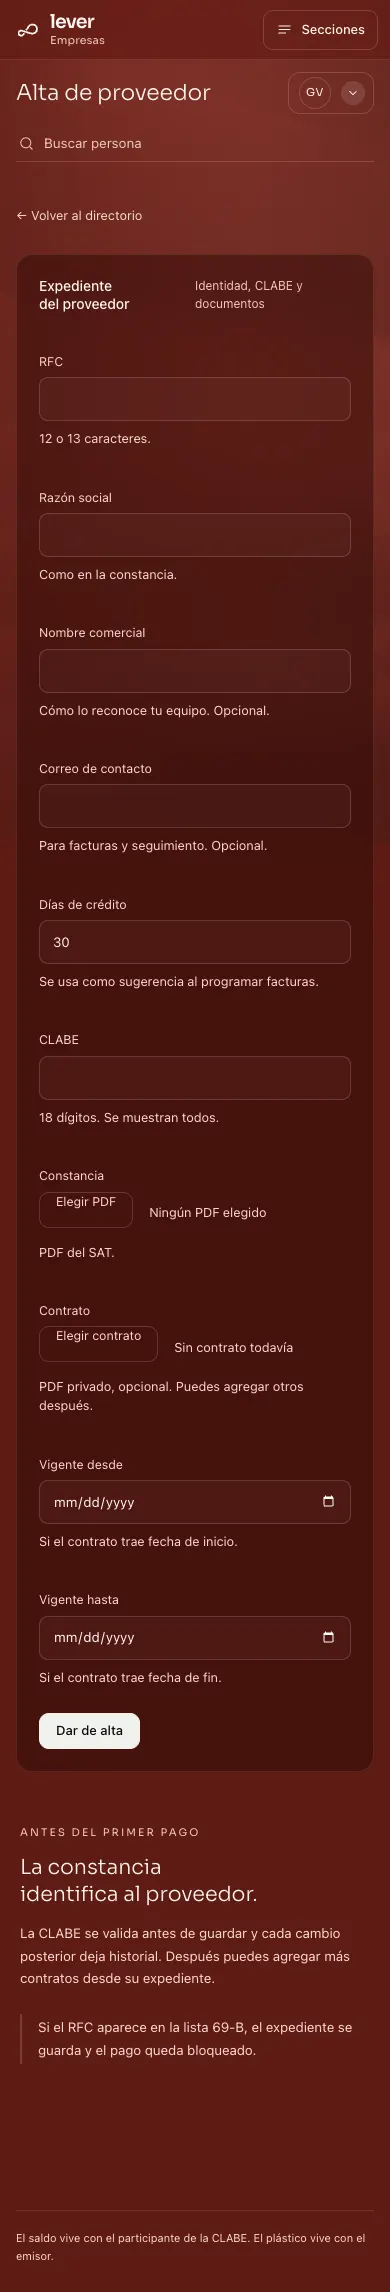 lever
Empresas
Secciones
Alta de proveedor
GV
Buscar persona
← Volver al directorio
Expediente
del proveedor
Identidad, CLABE y
documentos
RFC
12 o 13 caracteres.
Razón social
Como en la constancia.
Nombre comercial
Cómo lo reconoce tu equipo. Opcional.
Correo de contacto
Para facturas y seguimiento. Opcional.
Días de crédito
30
Se usa como sugerencia al programar facturas.
CLABE
18 dígitos. Se muestran todos.
Constancia
Elegir PDF
Ningún PDF elegido
PDF del SAT.
Contrato
Elegir contrato
Sin contrato todavía
PDF privado, opcional. Puedes agregar otros
después.
Vigente desde
mm/dd/yyyy
Si el contrato trae fecha de inicio.
Vigente hasta
mm/dd/yyyy
Si el contrato trae fecha de fin.
Dar de alta
ANTES DEL PRIMER PAGO
La constancia
identifica al proveedor.
La CLABE se valida antes de guardar y cada cambio
posterior deja historial. Después puedes agregar más
contratos desde su expediente.
Si el RFC aparece en la lista 69-B, el expediente se
guarda y el pago queda bloqueado.
El saldo vive con el participante de la CLABE. El plástico vive con el
emisor.